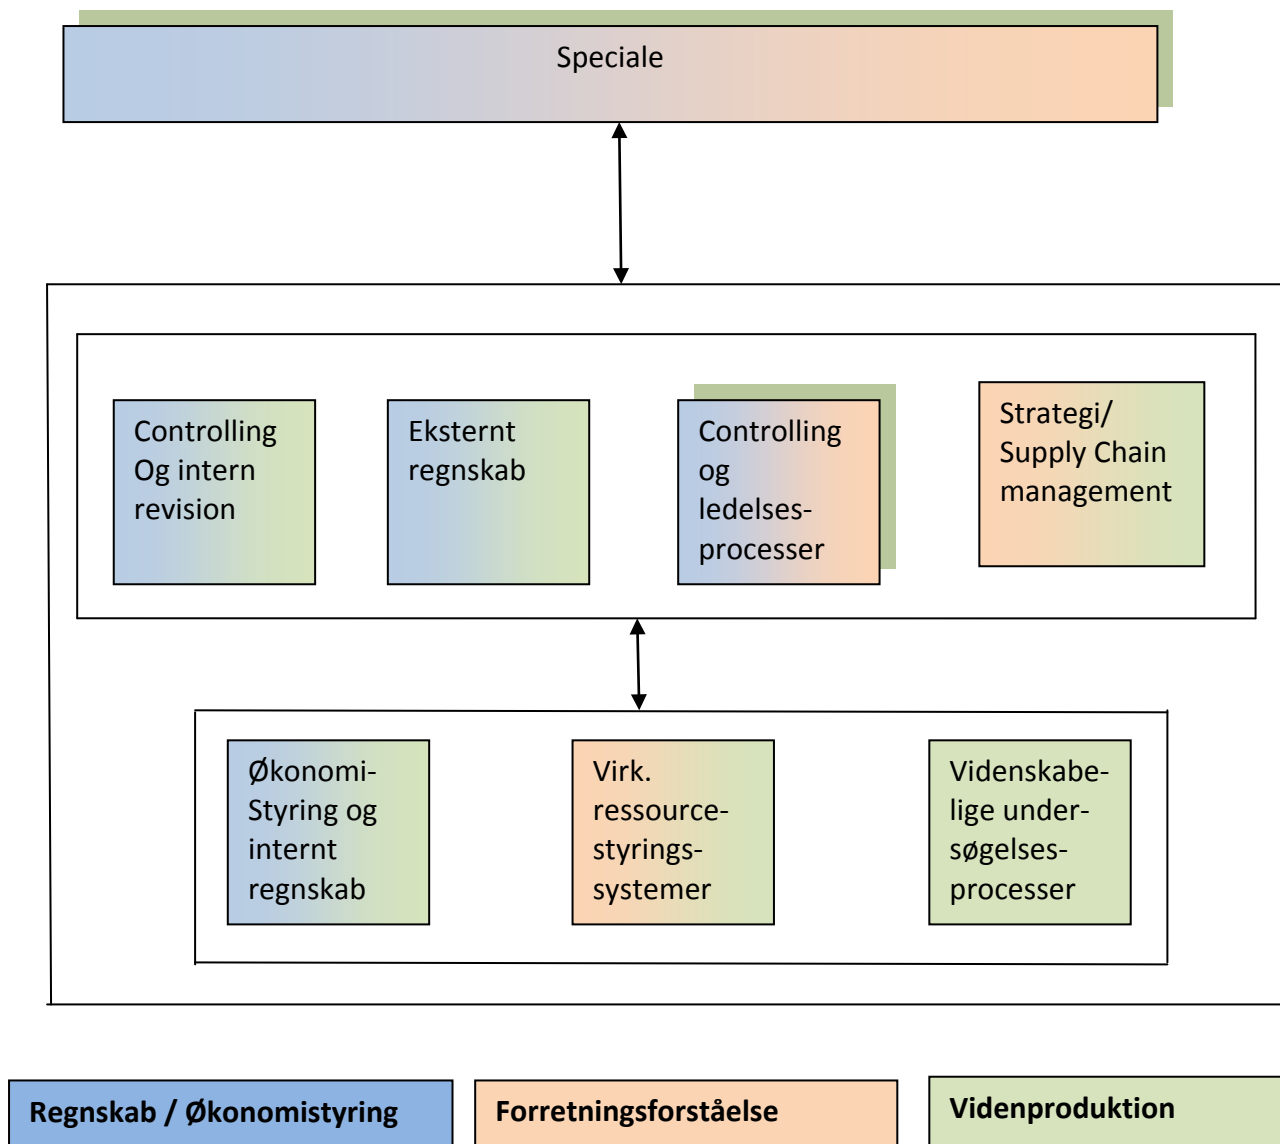 Speciale
Controlling
Og intern
revision
Eksternt
regnskab
Controlling
og
ledelses-
processer
Strategi/
Supply Chain
management
Økonomi-
Styring og
internt
regnskab
Virk.
ressource-
styrings-
systemer
Videnskabe-
lige under-
søgelses-
processer
Regnskab / Økonomistyring
Forretningsforståelse
Videnproduktion